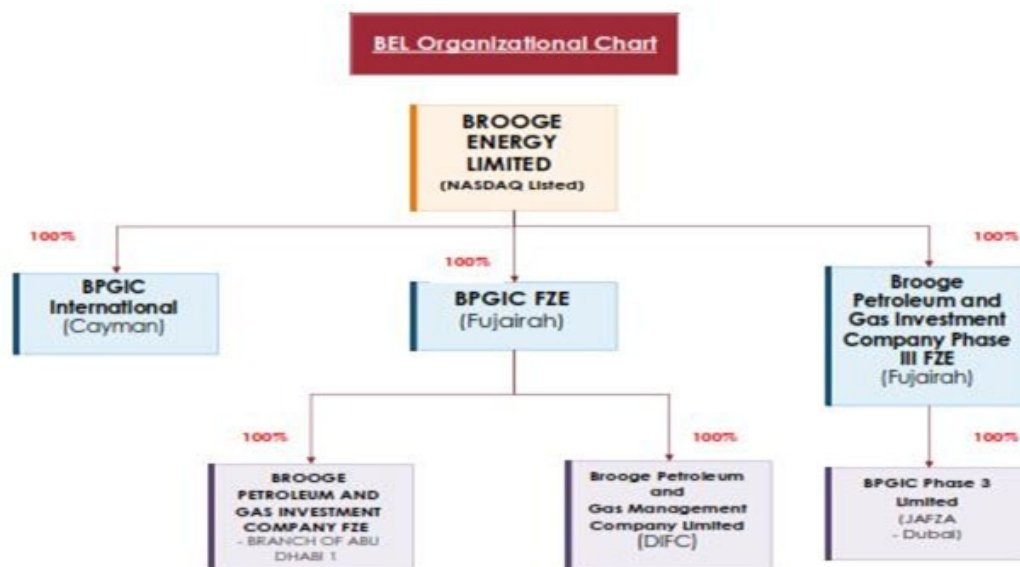 BEL Organizational Chart
BROOGE
ENERGY
LIMITED
(NASDAQ Listed)
100%
100%
100%
BPGIC
International
(Cayman)
BPGIC FZE
(Fujairah)
Brooge
Petroleum and
Gas Investment
Company Phase
III FZE
(Fujairah)
100%
100%
100%
BROOGE
PETROLEUM AND
GAS INVESTMENT
COMPANY FZE
- BRANCH OF ABU
DHABI 1
Brooge Petroleum
and
Gas Management
Company Limited
(DIFC)
BPGIC Phase 3
Limited
(JAFZA
- Dubai)